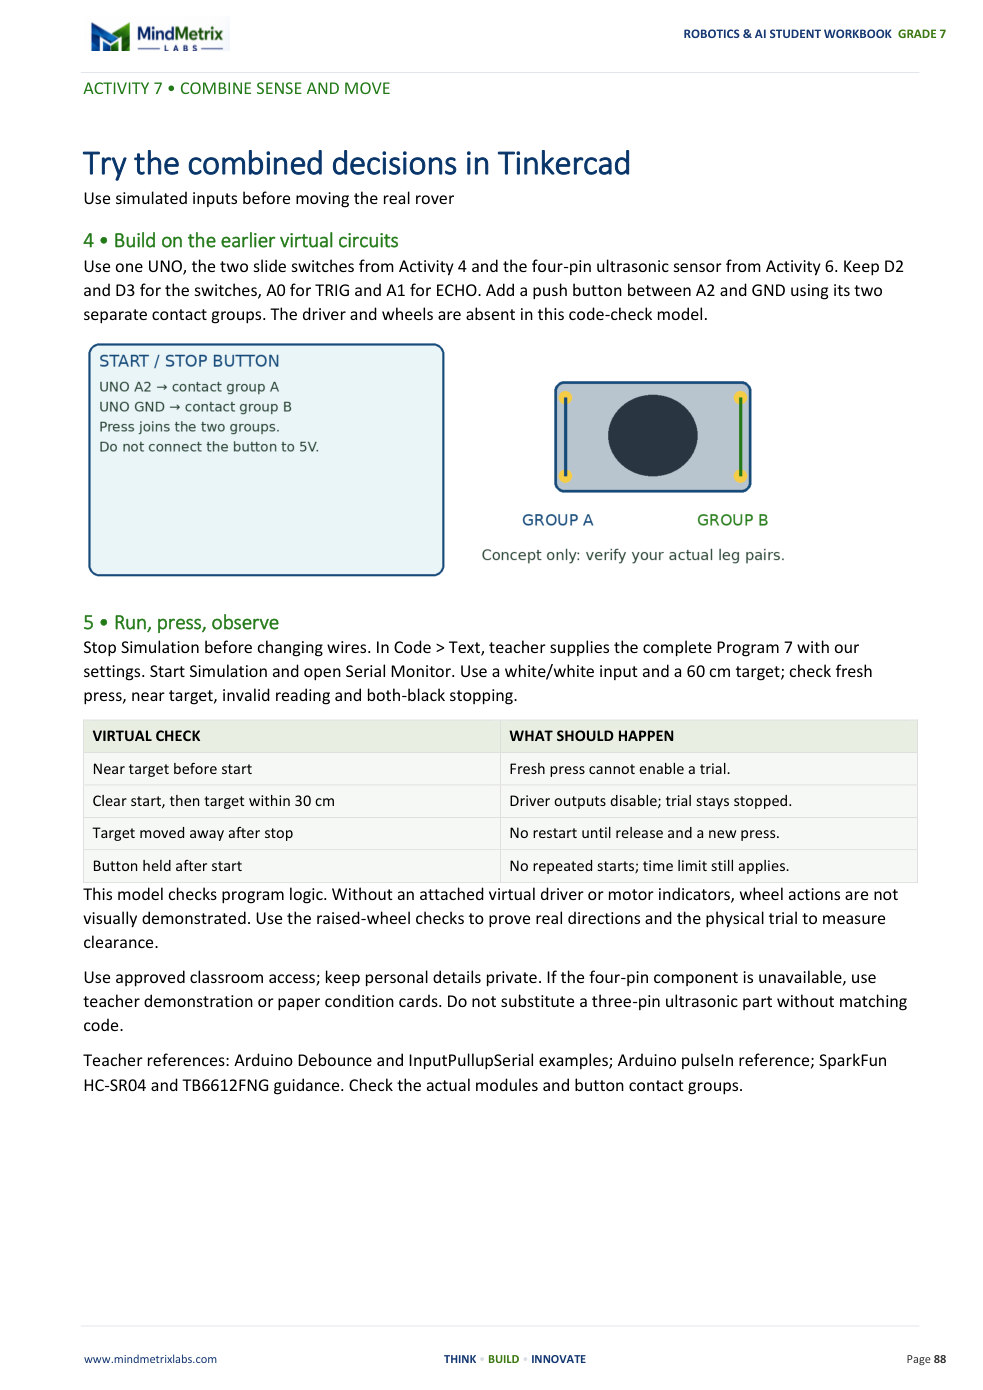 MindMetrix
LABS
ROBOTICS & AI STUDENT WORKBOOK GRADE 7
ACTIVITY 7 • COMBINE SENSE AND MOVE
Try the combined decisions in Tinkercad
Use simulated inputs before moving the real rover
4 • Build on the earlier virtual circuits
Use one UNO, the two slide switches from Activity 4 and the four-pin ultrasonic sensor from Activity 6. Keep D2
and D3 for the switches, A0 for TRIG and A1 for ECHO. Add a push button between A2 and GND using its two
separate contact groups. The driver and wheels are absent in this code-check model.
START / STOP BUTTON
UNO A2 → contact group A
UNO GND → contact group B
Press joins the two groups.
Do not connect the button to 5V.
GROUP A
GROUP B
Concept only: verify your actual leg pairs.
5 • Run, press, observe
Stop Simulation before changing wires. In Code > Text, teacher supplies the complete Program 7 with our
settings. Start Simulation and open Serial Monitor. Use a white/white input and a 60 cm target; check fresh
press, near target, invalid reading and both-black stopping.
VIRTUAL CHECK
WHAT SHOULD HAPPEN
Near target before start
Fresh press cannot enable a trial.
Clear start, then target within 30 cm
Driver outputs disable; trial stays stopped.
Target moved away after stop
No restart until release and a new press.
Button held after start
No repeated starts; time limit still applies.
This model checks program logic. Without an attached virtual driver or motor indicators, wheel actions are not
visually demonstrated. Use the raised-wheel checks to prove real directions and the physical trial to measure
clearance.
Use approved classroom access; keep personal details private. If the four-pin component is unavailable, use
teacher demonstration or paper condition cards. Do not substitute a three-pin ultrasonic part without matching
code.
Teacher references: Arduino Debounce and InputPullupSerial examples; Arduino pulseIn reference; SparkFun
HC-SR04 and TB6612FNG guidance. Check the actual modules and button contact groups.
www.mindmetrixlabs.com
THINK • BUILD • INNOVATE
Page 88